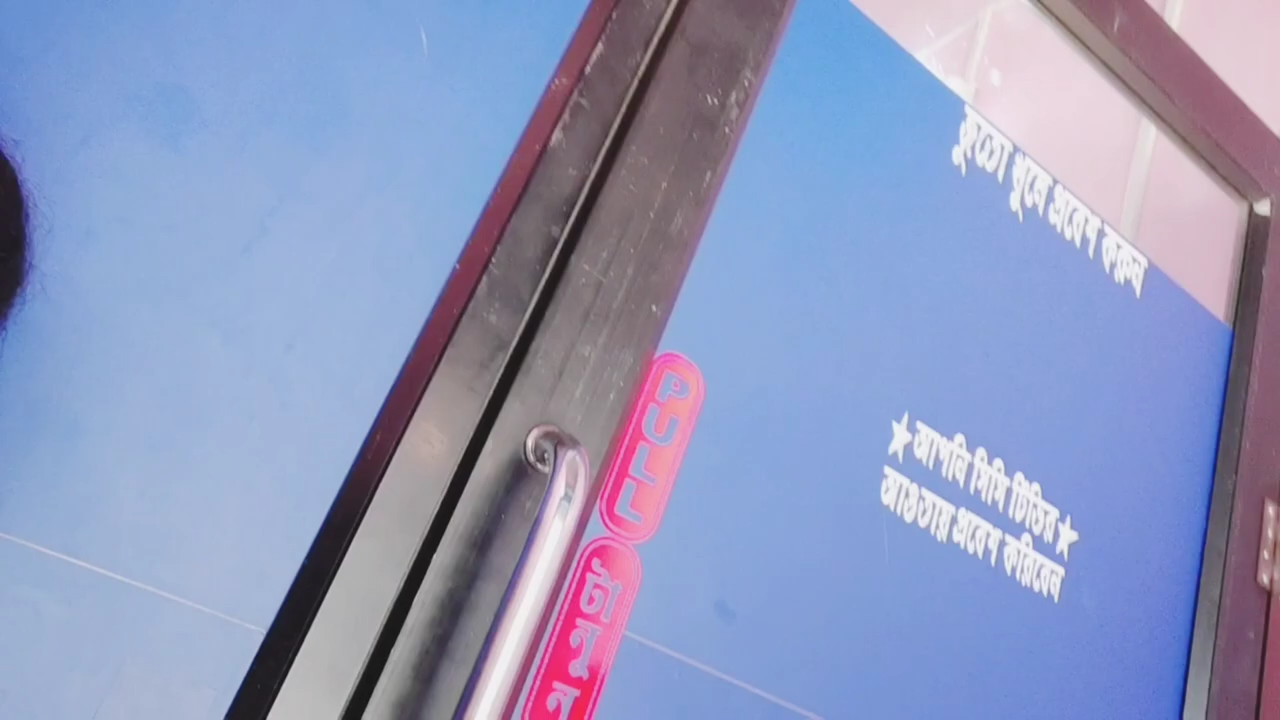 জুতো খুলে প্রবেশ করুন
PULL
টানুন
★ আপনি সিসি টিভির ★
আওতায় প্রবেশ করিবেন